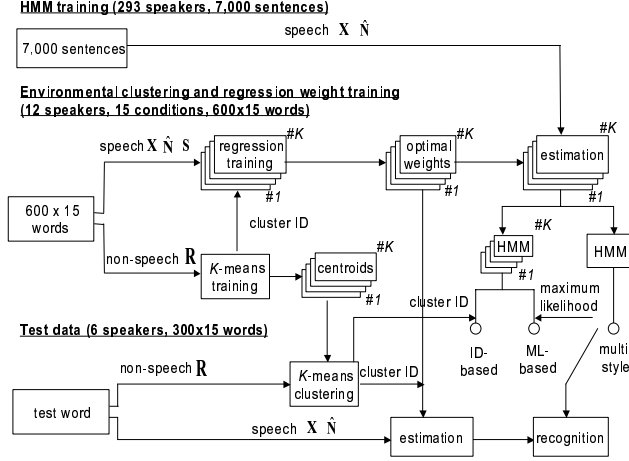 HMM training (293 speakers, 7,000 sentences)
speech X N̂
7,000 sentences
Environmental clustering and regression weight training
(12 speakers, 15 conditions, 600x15 words)
#K
#K
#K
speech X N̂ S
regression
training
optimal
weights
estimation
#1
#1
#1
600 x 15
words
cluster ID
#K
non-speech R
#K
HMM
HMM
K-means
training
centroids
#1
#1
cluster ID
maximum
likelihood
Test data (6 speakers, 300x15 words)
ID-
based
ML-
based
multi
style
non-speech R
K-means
clustering
cluster ID
test word
speech X N̂
estimation
recognition